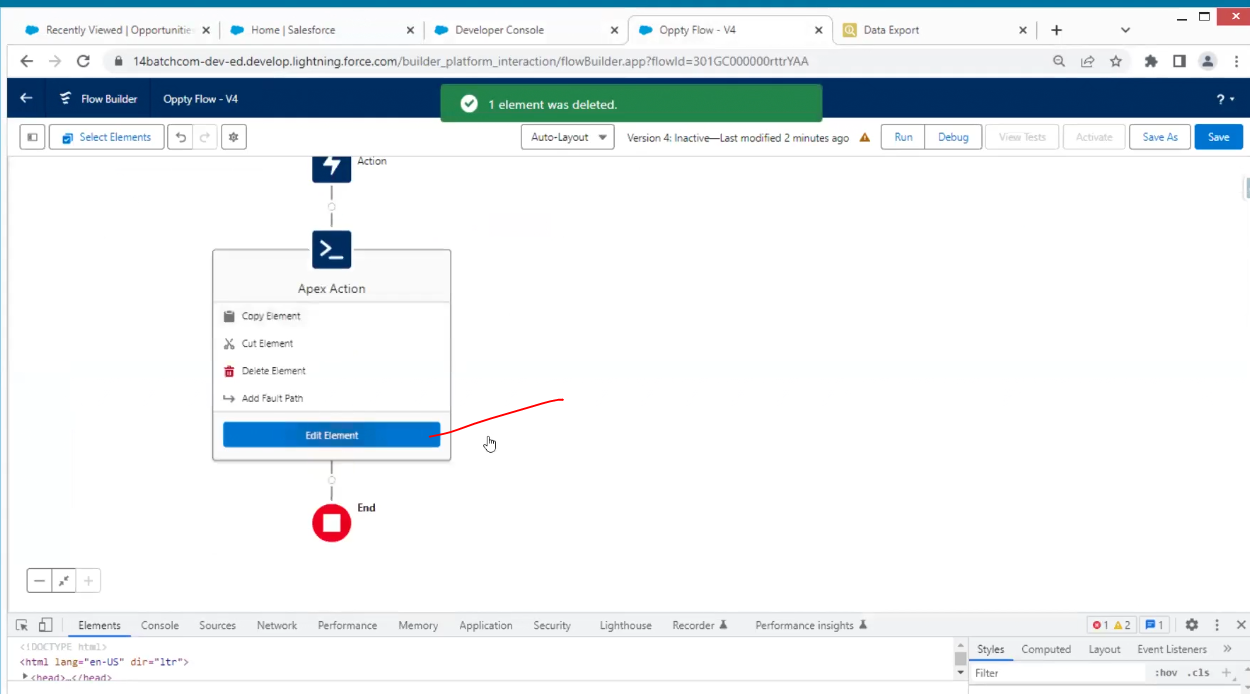 Recently Viewed | Opportunitie
Home | Salesforce
Developer Console
Oppty Flow - V4
Data Export
14batchcom-dev-ed.develop.lightning.force.com/builder_platform_interaction/flowBuilder.app?flowId=301GC000000rttrYAA
Flow Builder
Oppty Flow - V4
1 element was deleted.
?
Select Elements
Auto-Layout
Version 4: Inactive—Last modified 2 minutes ago
Run
Debug
View Tests
Activate
Save As
Save
Action
Apex Action
Copy Element
Cut Element
Delete Element
Add Fault Path
Edit Element
End
Elements
Console
Sources
Network
Performance
Memory
Application
Security
Lighthouse
Recorder
Performance insights
1
2
1
<!DOCTYPE html>
<html lang="en-US" dir="ltr">
<head>…</head>
Styles
Computed
Layout
Event Listeners
Filter
:hov
.cls